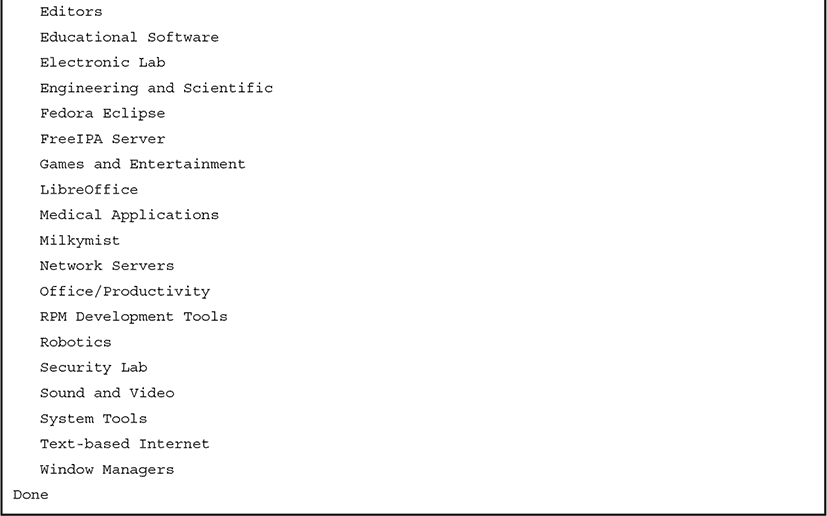 Editors
Educational Software
Electronic Lab
Engineering and Scientific
Fedora Eclipse
FreeIPA Server
Games and Entertainment
LibreOffice
Medical Applications
Milkymist
Network Servers
Office/Productivity
RPM Development Tools
Robotics
Security Lab
Sound and Video
System Tools
Text-based Internet
Window Managers
Done